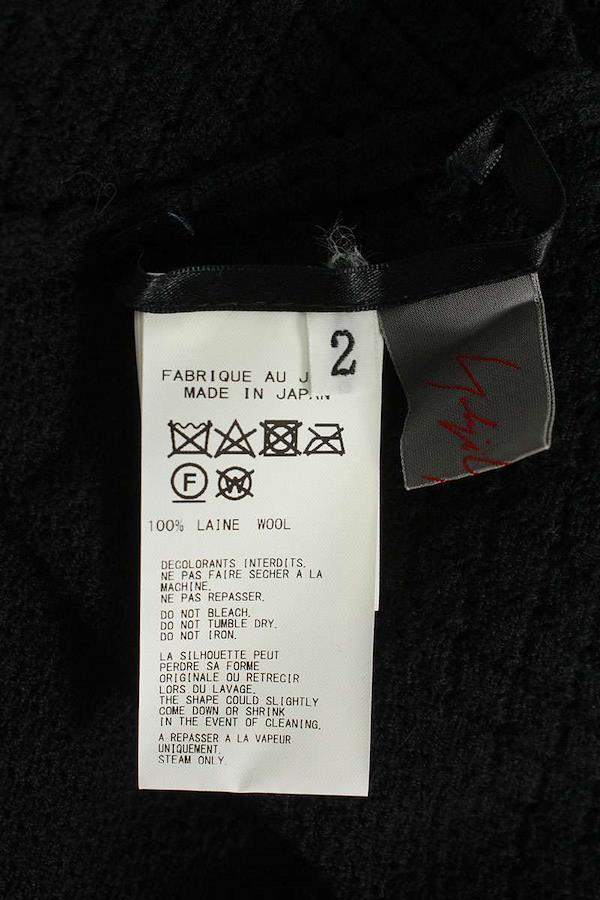 2
FABRIQUE AU J
MADE IN JAPAN
F
W
100% LAINE WOOL
DECOLORANTS INTERDITS.
NE PAS FAIRE SECHER A LA
MACHINE.
NE PAS REPASSER.
DO NOT BLEACH.
DO NOT TUMBLE DRY.
DO NOT IRON.
LA SILHOUETTE PEUT
PERDRE SA FORME
ORIGINALE OU RETRECIR
LORS DU LAVAGE.
THE SHAPE COULD SLIGHTLY
COME DOWN OR SHRINK
IN THE EVENT OF CLEANING.
A REPASSER A LA VAPEUR
UNIQUEMENT.
STEAM ONLY.